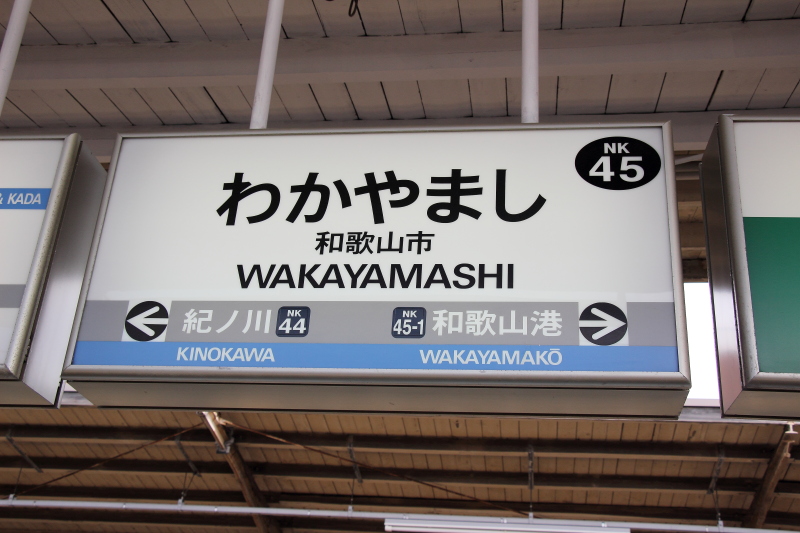 & KADA
NK
45
わかやまし
和歌山市
WAKAYAMASHI
紀ノ川 NK 44
NK 45-1 和歌山港
KINOKAWA
WAKAYAMAKŌ